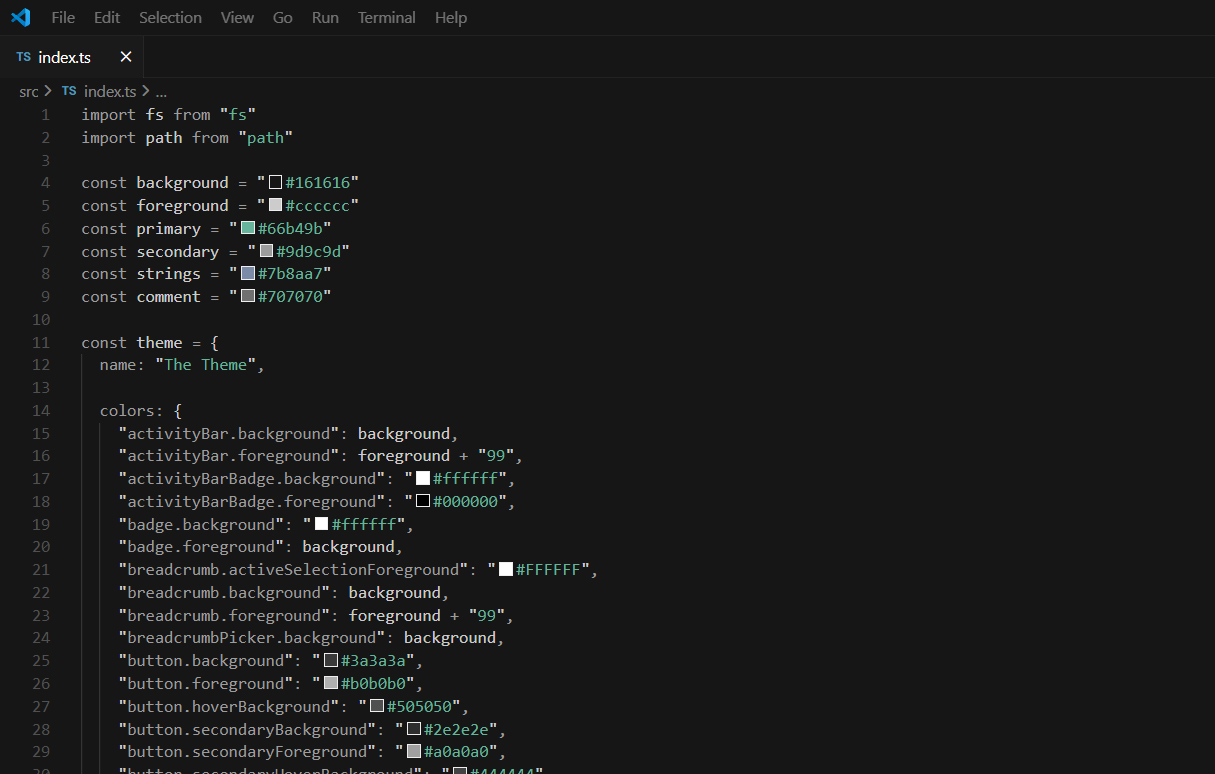 File Edit Selection View Go Run Terminal Help
TS index.ts ×
src > TS index.ts > ...
1 import fs from "fs"
2 import path from "path"
3
4 const background = "#161616"
5 const foreground = "#cccccc"
6 const primary = "#66b49b"
7 const secondary = "#9d9c9d"
8 const strings = "#7b8aa7"
9 const comment = "#707070"
10
11 const theme = {
12 name: "The Theme",
13
14 colors: {
15 "activityBar.background": background,
16 "activityBar.foreground": foreground + "99",
17 "activityBarBadge.background": "#ffffff",
18 "activityBarBadge.foreground": "#000000",
19 "badge.background": "#ffffff",
20 "badge.foreground": background,
21 "breadcrumb.activeSelectionForeground": "#FFFFFF",
22 "breadcrumb.background": background,
23 "breadcrumb.foreground": foreground + "99",
24 "breadcrumbPicker.background": background,
25 "button.background": "#3a3a3a",
26 "button.foreground": "#b0b0b0",
27 "button.hoverBackground": "#505050",
28 "button.secondaryBackground": "#2e2e2e",
29 "button.secondaryForeground": "#a0a0a0",
30 "button.secondaryHoverBackground": "#444444"